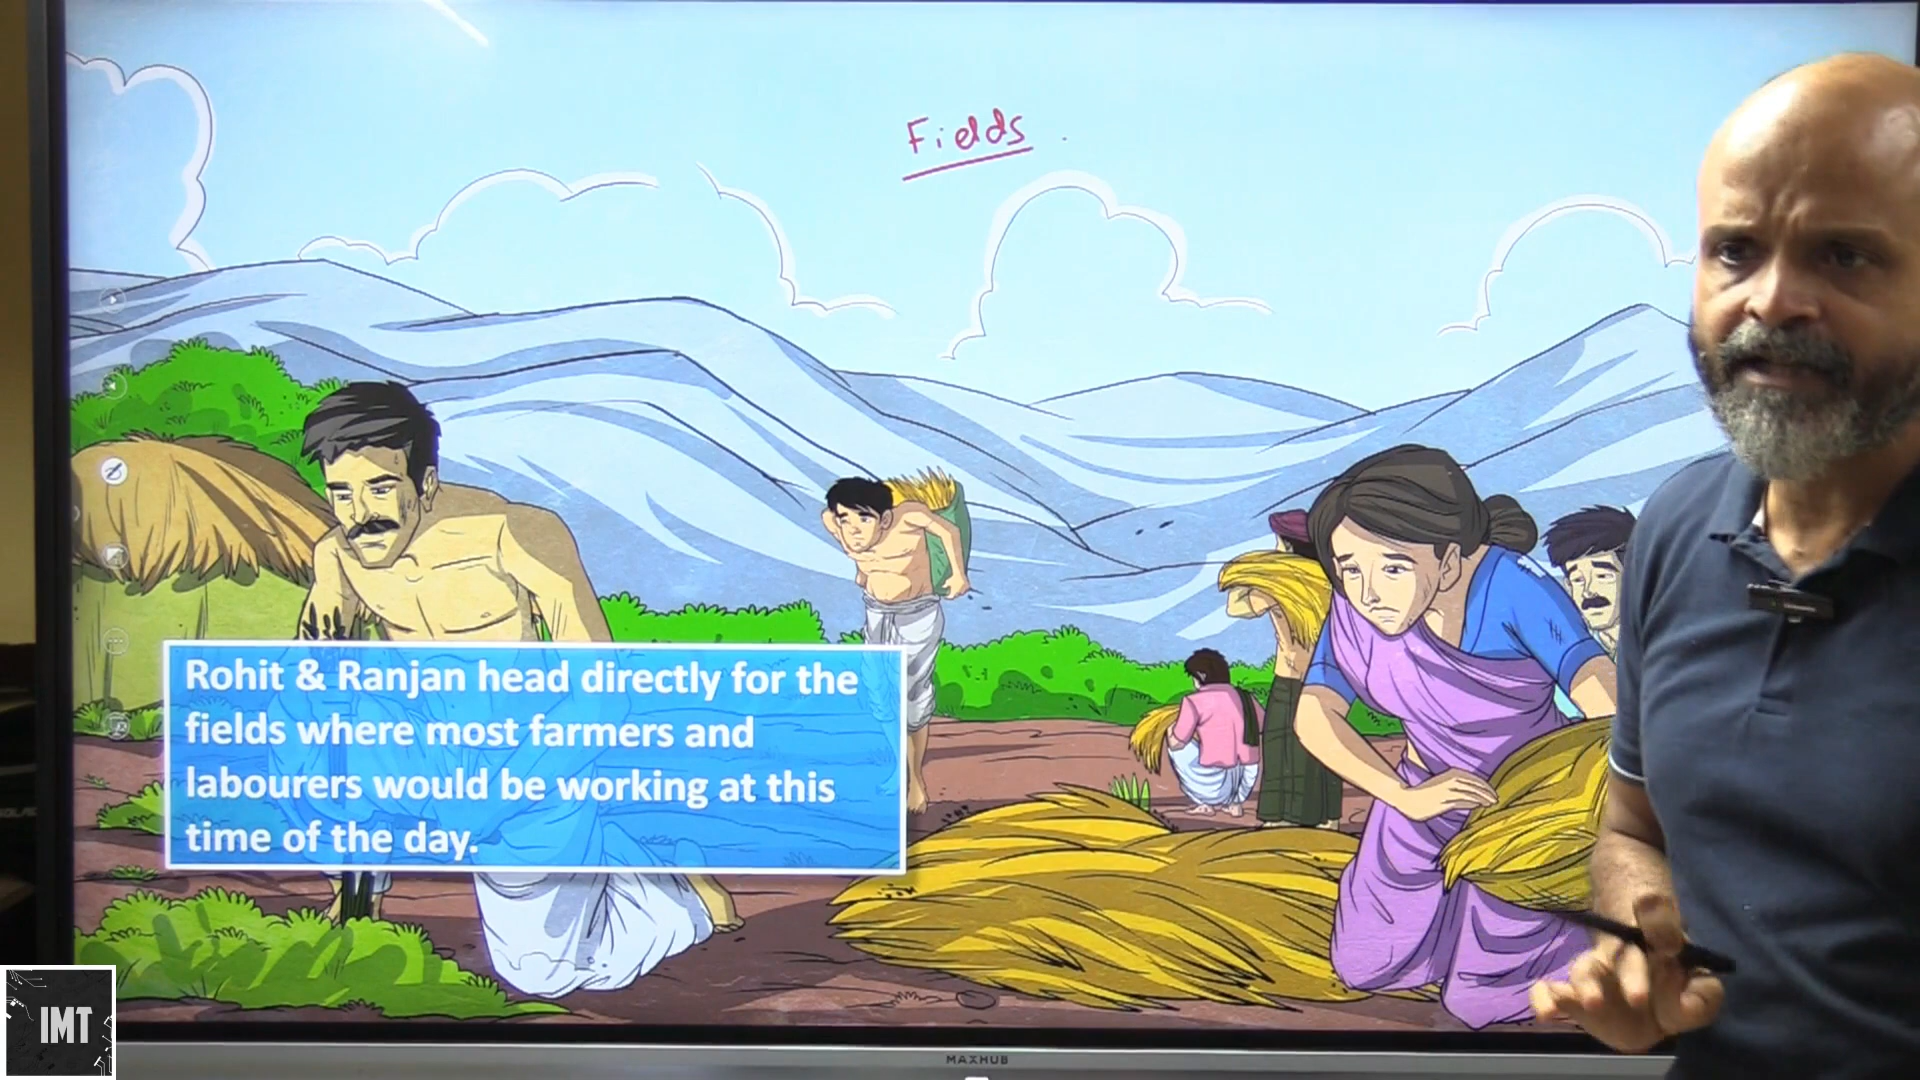 Fields
Rohit & Ranjan head directly for the
fields where most farmers and
labourers would be working at this
time of the day.
IMT
MAXHUB